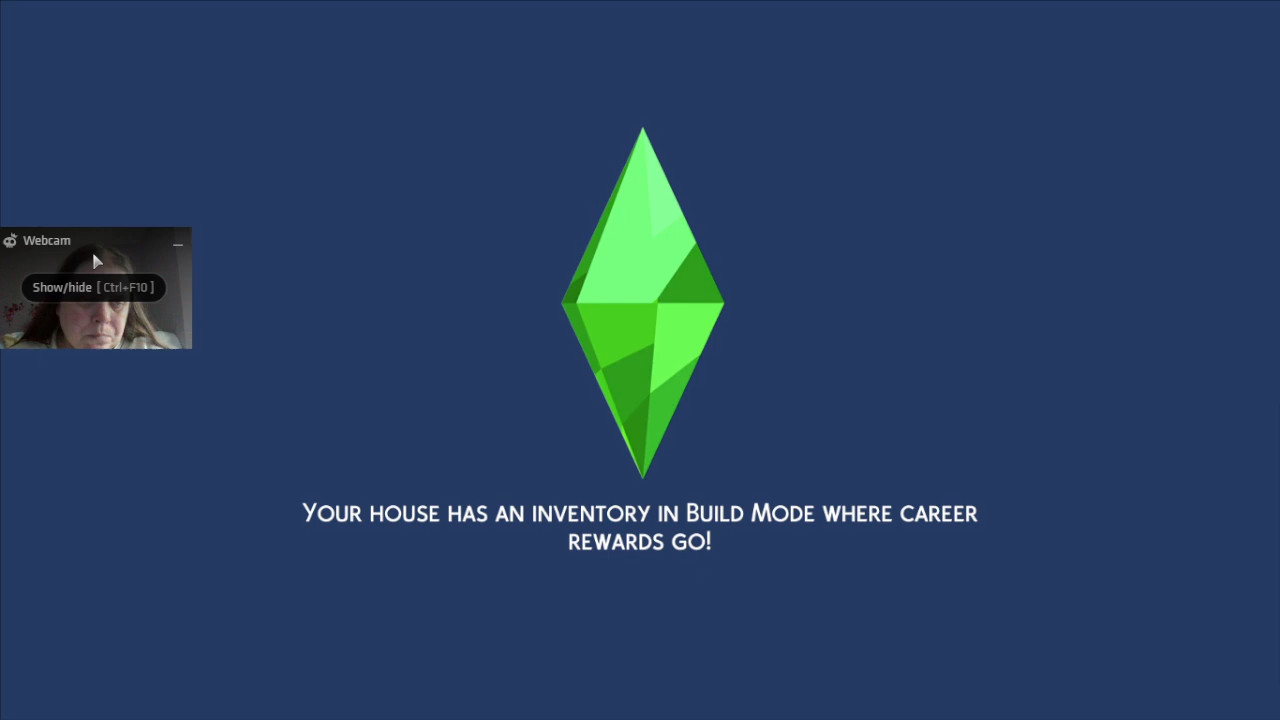 Webcam
Show/hide [ Ctrl+F10 ]
Your house has an inventory in Build Mode where career
rewards go!